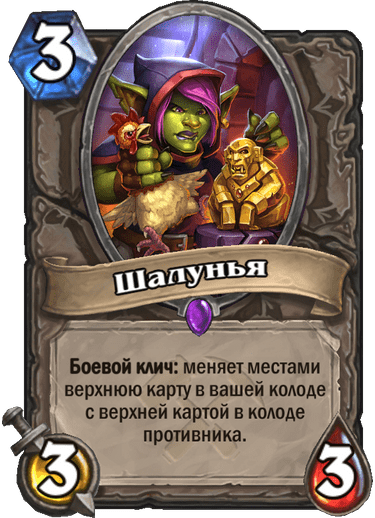 3
Шалунья
Боевой клич: меняет местами
верхнюю карту в вашей колоде
с верхней картой в колоде
противника.
3
3